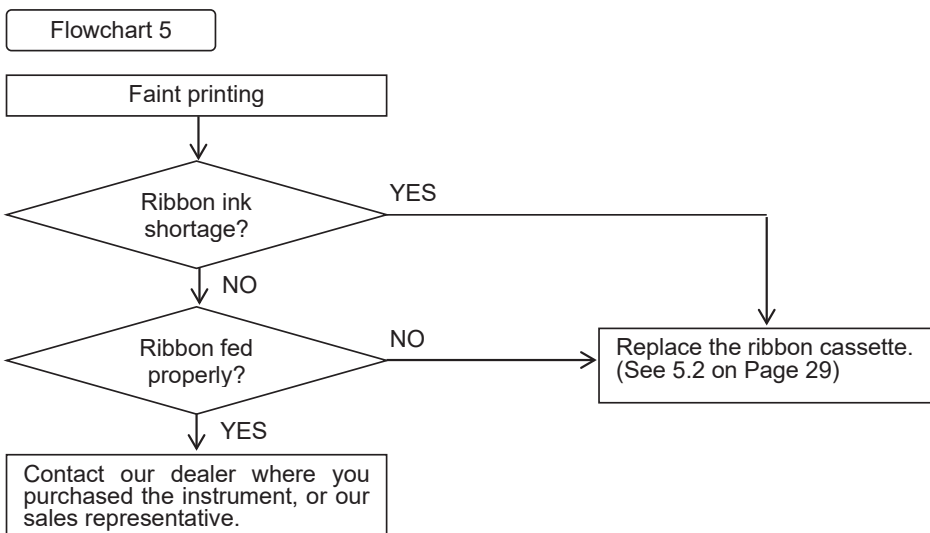 Flowchart 5
Faint printing
Ribbon ink
shortage?
YES
NO
Ribbon fed
properly?
NO
Replace the ribbon cassette.
(See 5.2 on Page 29)
YES
Contact our dealer where you
purchased the instrument, or our
sales representative.